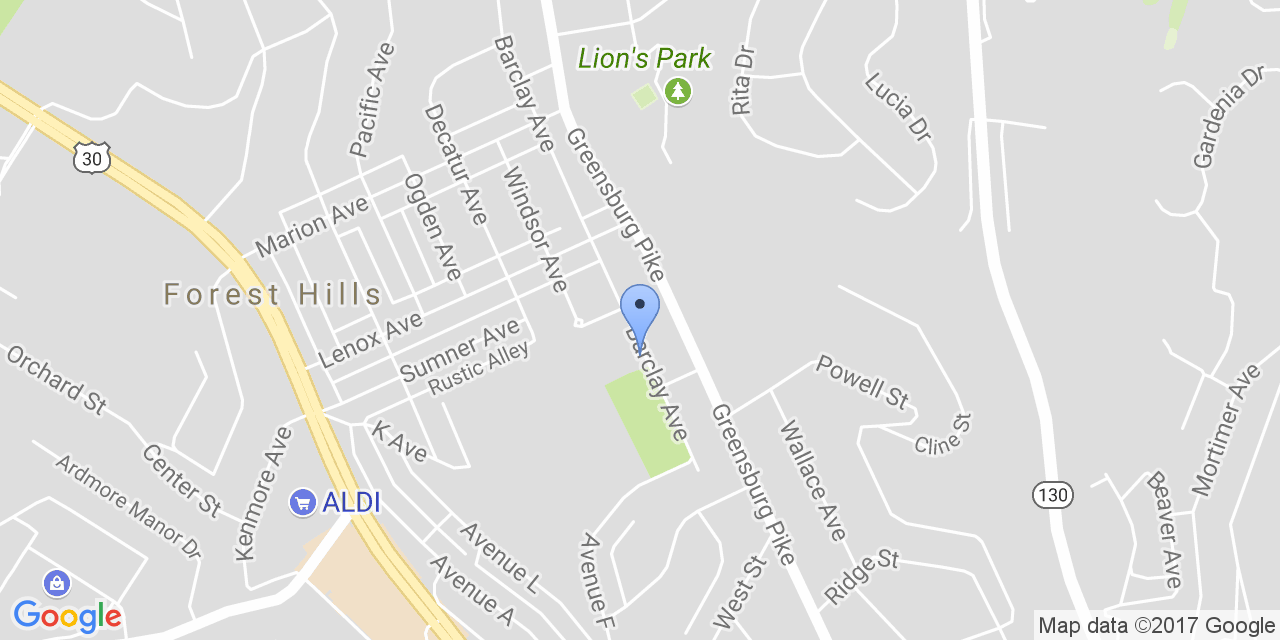 Lion's Park
Barclay Ave
Pacific Ave
Rita Dr
Lucia Dr
Gardenia Dr
30
Decatur Ave
Greensburg Pike
Ogden Ave
Windsor Ave
Marion Ave
Forest Hills
Lenox Ave
Sumner Ave
Rustic Alley
Barclay Ave
Orchard St
Powell St
Cline St
Mortimer Ave
K Ave
Greensburg Pike
Wallace Ave
Center St
Kenmore Ave
Ardmore Manor Dr
ALDI
130
Beaver Ave
Avenue L
Avenue A
Avenue F
West St
Ridge St
Google
Map data ©2017 Google